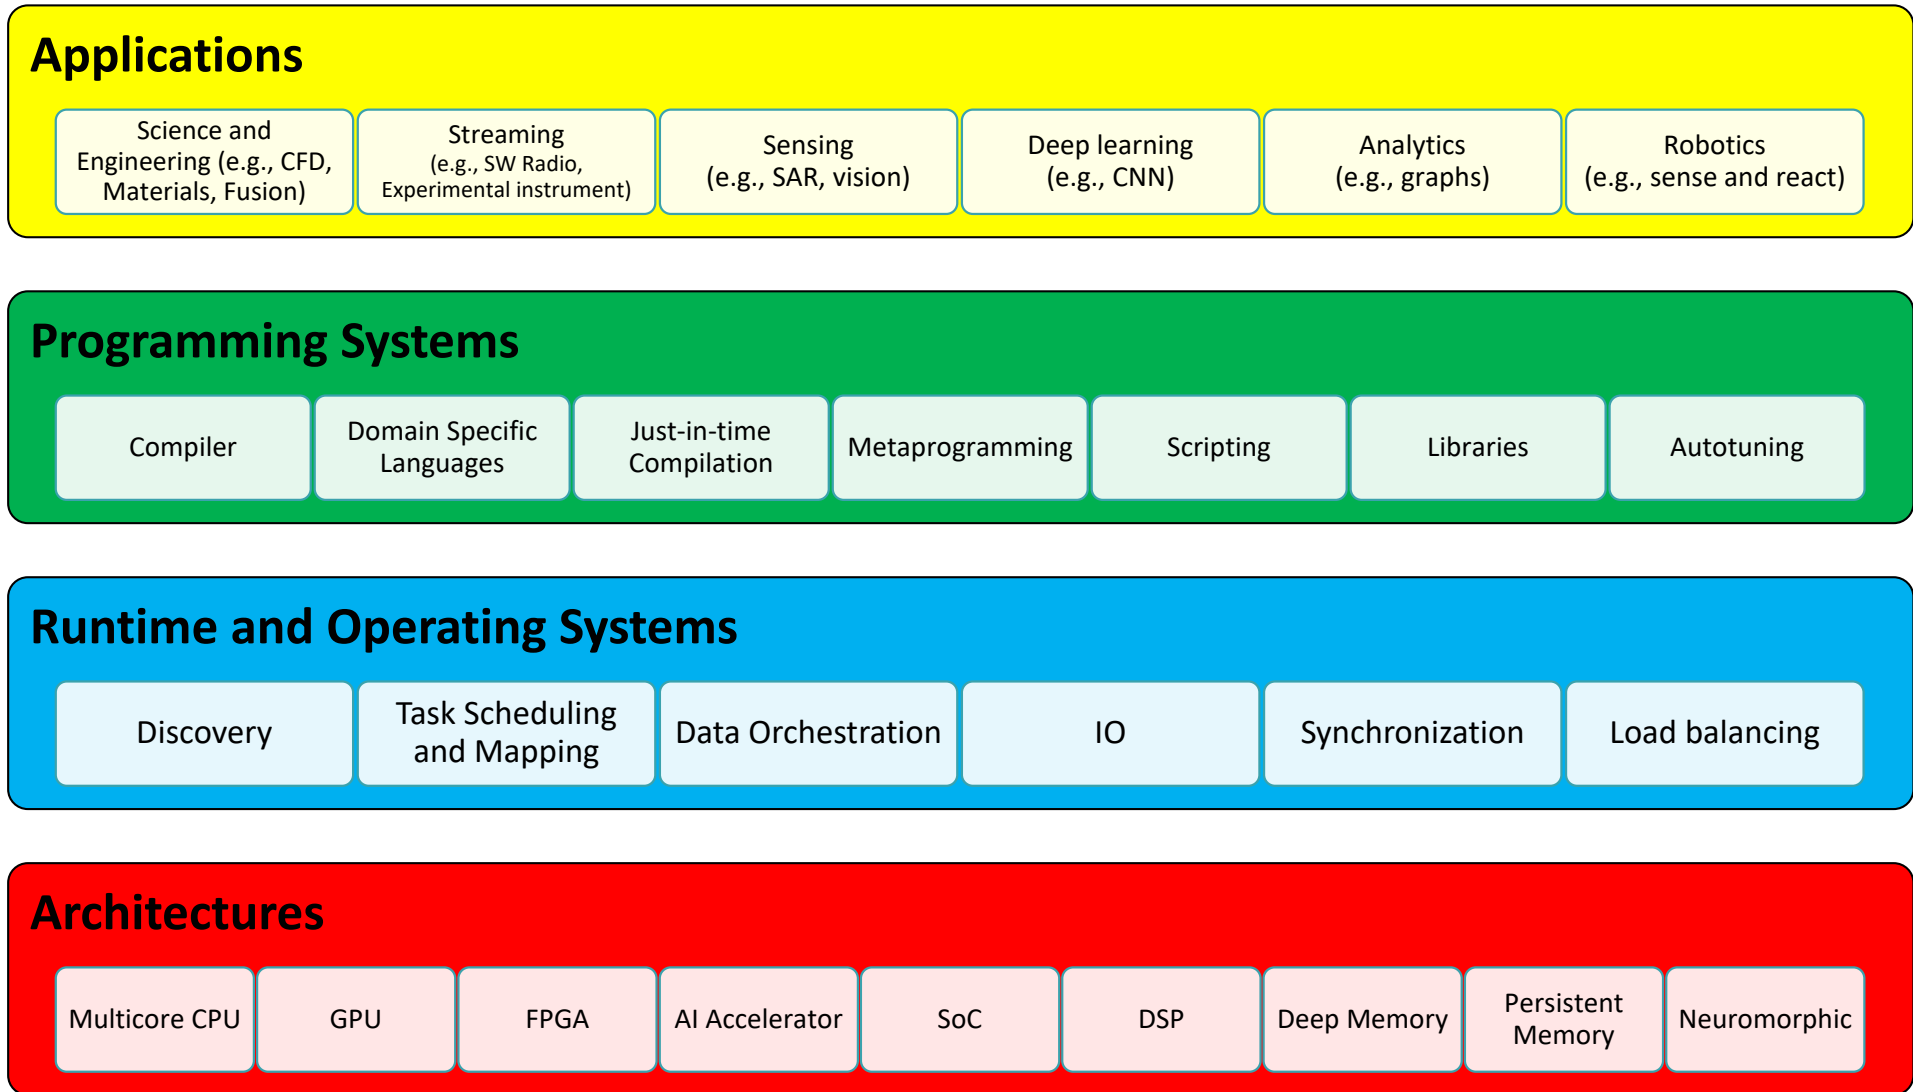 Applications
Science and
Engineering (e.g., CFD,
Materials, Fusion)
Streaming
(e.g., SW Radio,
Experimental instrument)
Sensing
(e.g., SAR, vision)
Deep learning
(e.g., CNN)
Analytics
(e.g., graphs)
Robotics
(e.g., sense and react)
Programming Systems
Compiler
Domain Specific
Languages
Just-in-time
Compilation
Metaprogramming
Scripting
Libraries
Autotuning
Runtime and Operating Systems
Discovery
Task Scheduling
and Mapping
Data Orchestration
IO
Synchronization
Load balancing
Architectures
Multicore CPU
GPU
FPGA
AI Accelerator
SoC
DSP
Deep Memory
Persistent
Memory
Neuromorphic